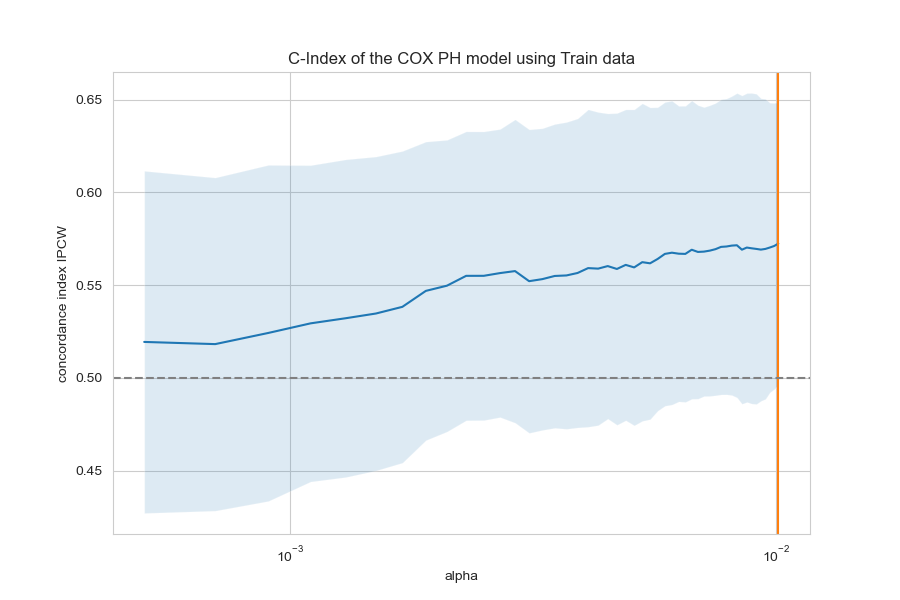 C-Index of the COX PH model using Train data
concordance index IPCW
0.65
0.60
0.55
0.50
0.45
10⁻³
10⁻²
alpha